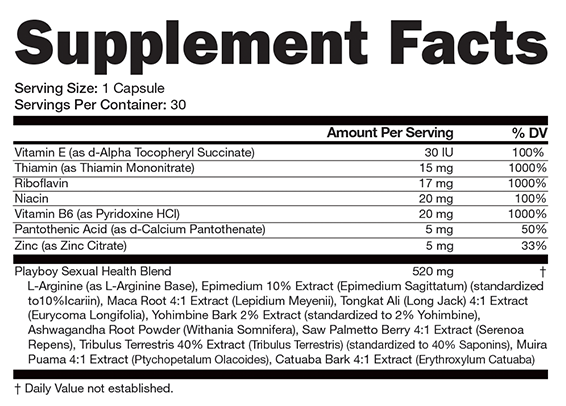 Supplement Facts
Serving Size: 1 Capsule
Servings Per Container: 30
Amount Per Serving % DV
Vitamin E (as d-Alpha Tocopheryl Succinate) 30 IU 100%
Thiamin (as Thiamin Mononitrate) 15 mg 1000%
Riboflavin 17 mg 1000%
Niacin 20 mg 100%
Vitamin B6 (as Pyridoxine HCl) 20 mg 1000%
Pantothenic Acid (as d-Calcium Pantothenate) 5 mg 50%
Zinc (as Zinc Citrate) 5 mg 33%
Playboy Sexual Health Blend 520 mg †
L-Arginine (as L-Arginine Base), Epimedium 10% Extract (Epimedium Sagittatum) (standardized
to10%Icariin), Maca Root 4:1 Extract (Lepidium Meyenii), Tongkat Ali (Long Jack) 4:1 Extract
(Eurycoma Longifolia), Yohimbine Bark 2% Extract (standardized to 2% Yohimbine),
Ashwagandha Root Powder (Withania Somnifera), Saw Palmetto Berry 4:1 Extract (Serenoa
Repens), Tribulus Terrestris 40% Extract (Tribulus Terrestris) (standardized to 40% Saponins), Muira
Puama 4:1 Extract (Ptychopetalum Olacoides), Catuaba Bark 4:1 Extract (Erythroxylum Catuaba)
† Daily Value not established.